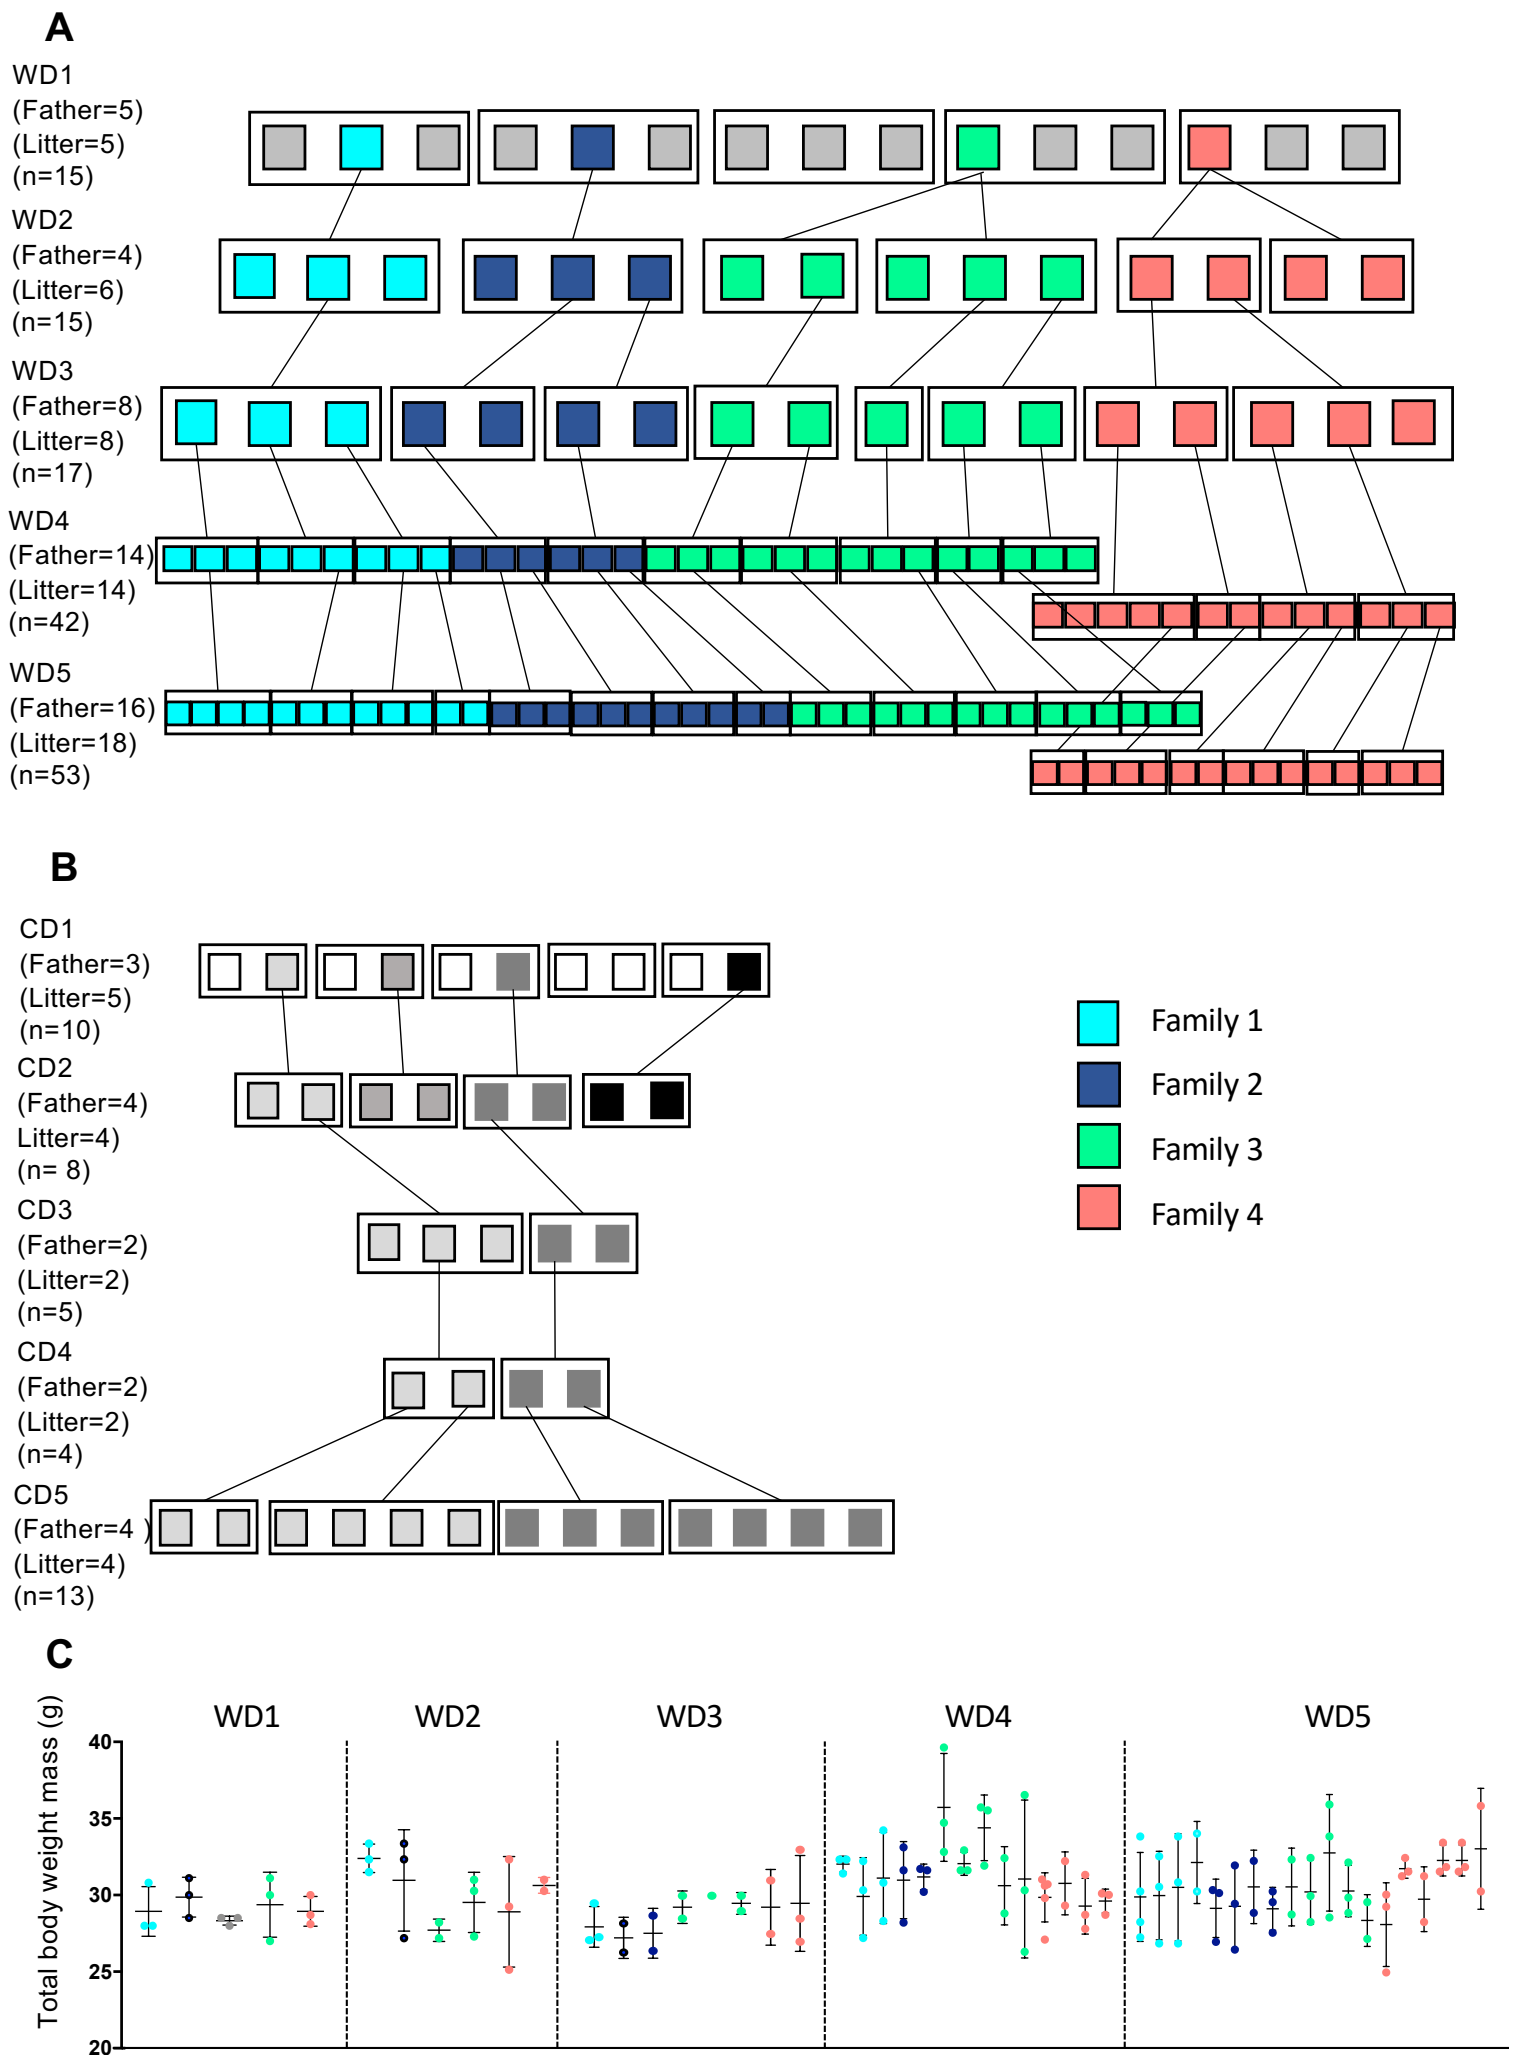 A
WD1
(Father=5)
(Litter=5)
(n=15)
WD2
(Father=4)
(Litter=6)
(n=15)
WD3
(Father=8)
(Litter=8)
(n=17)
WD4
(Father=14)
(Litter=14)
(n=42)
WD5
(Father=16)
(Litter=18)
(n=53)
B
CD1
(Father=3)
(Litter=5)
(n=10)
CD2
(Father=4)
Litter=4)
(n= 8)
CD3
(Father=2)
(Litter=2)
(n=5)
CD4
(Father=2)
(Litter=2)
(n=4)
CD5
(Father=4 )
(Litter=4)
(n=13)
Family 1
Family 2
Family 3
Family 4
C
WD1 WD2 WD3 WD4 WD5
Total body weight mass (g)
40
35
30
25
20